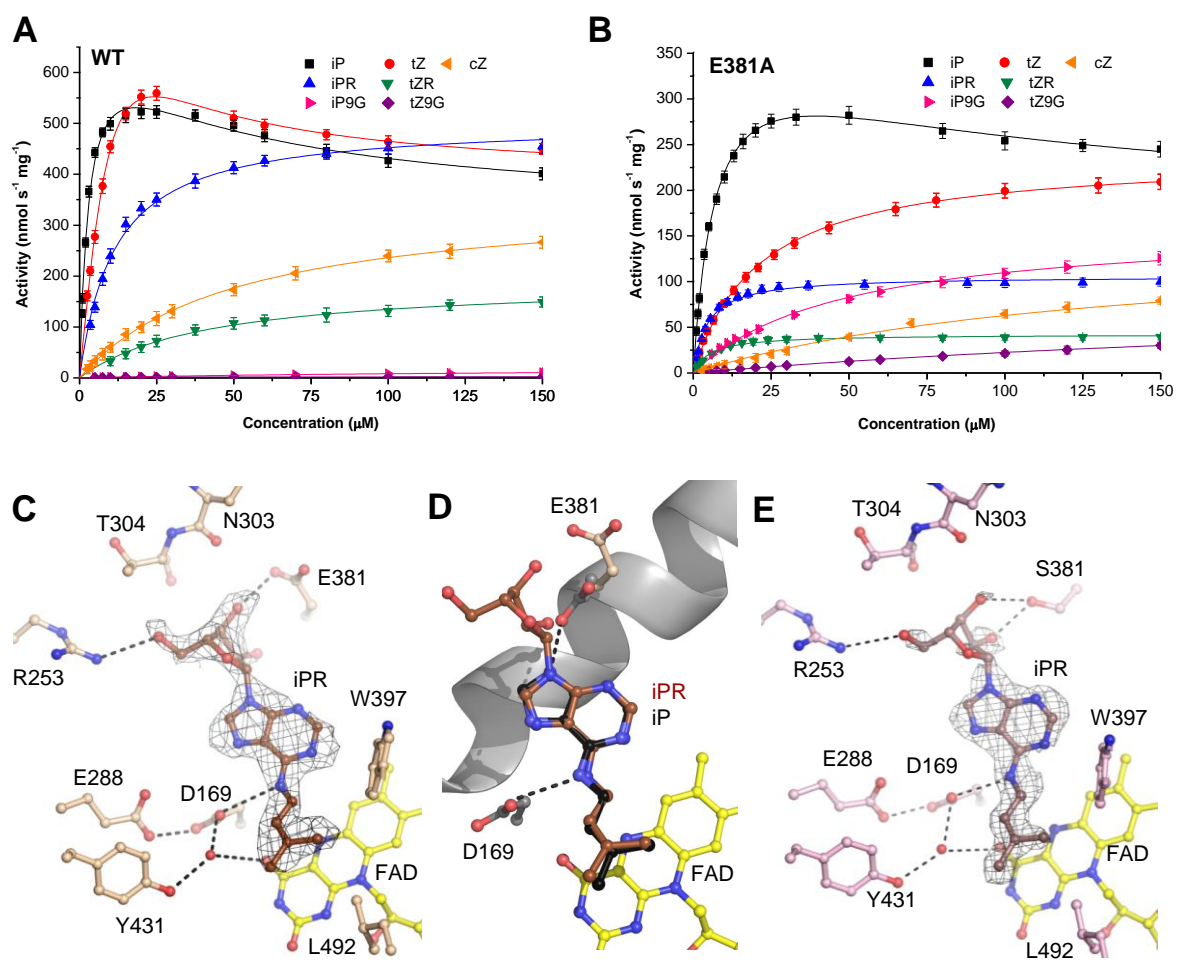 A
WT
iP tZ cZ
iPR tZR
iP9G tZ9G
600
500
400
300
200
100
0
0 25 50 75 100 125 150
Activity (nmol s⁻¹ mg⁻¹)
Concentration (µM)
B
E381A
iP tZ cZ
iPR tZR
iP9G tZ9G
350
300
250
200
150
100
50
0
0 25 50 75 100 125 150
Activity (nmol s⁻¹ mg⁻¹)
Concentration (µM)
C
T304
N303
E381
R253
iPR
W397
E288
D169
FAD
Y431
L492
D
E381
iPR
iP
D169
FAD
E
T304
N303
S381
R253
iPR
W397
E288
D169
FAD
Y431
L492